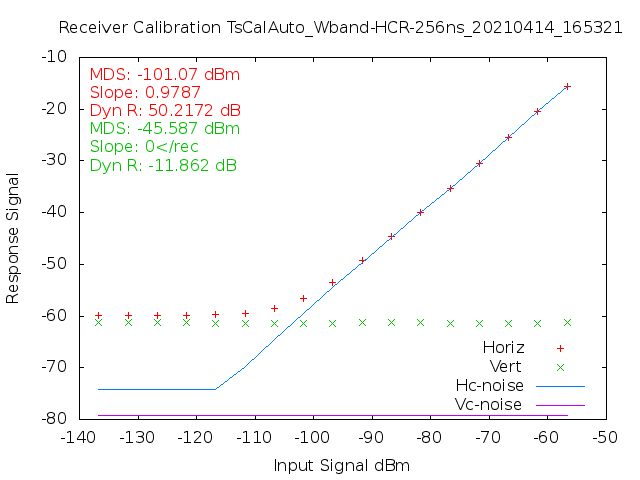 Receiver Calibration TsCalAuto_Wband-HCR-256ns_20210414_165321
-10
-20
-30
-40
-50
-60
-70
-80
Response Signal
MDS: -101.07 dBm
Slope: 0.9787
Dyn R: 50.2172 dB
MDS: -45.587 dBm
Slope: 0</rec
Dyn R: -11.862 dB
Horiz
Vert
Hc-noise
Vc-noise
-140 -130 -120 -110 -100 -90 -80 -70 -60 -50
Input Signal dBm